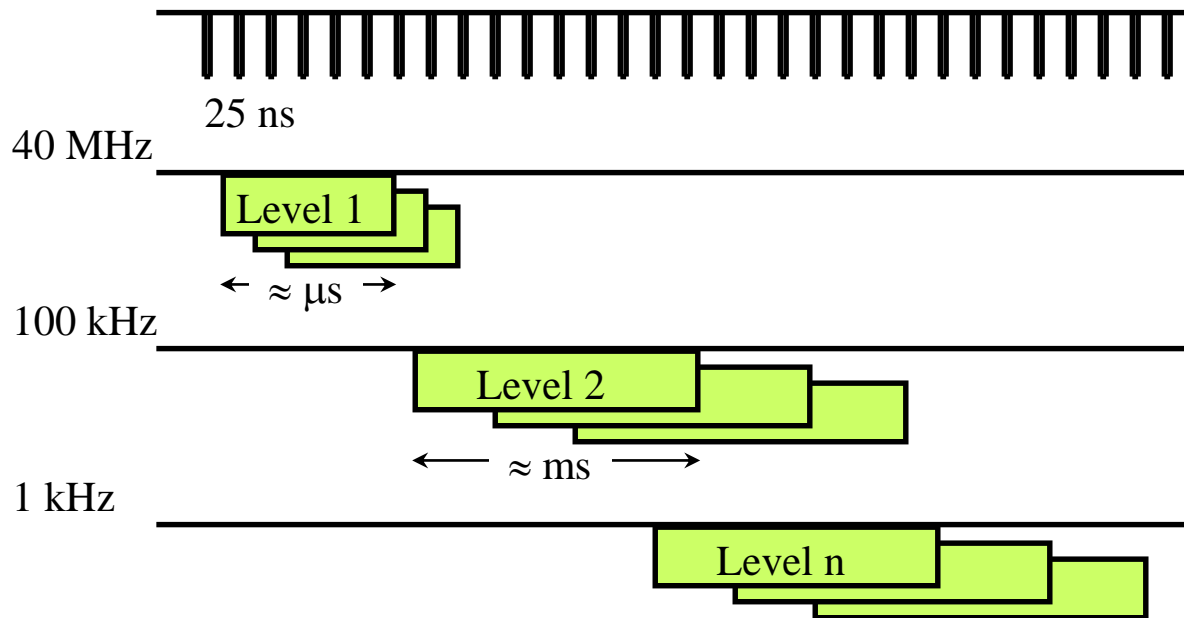 25 ns
40 MHz
Level 1
≈ μs
100 kHz
Level 2
≈ ms
1 kHz
Level n